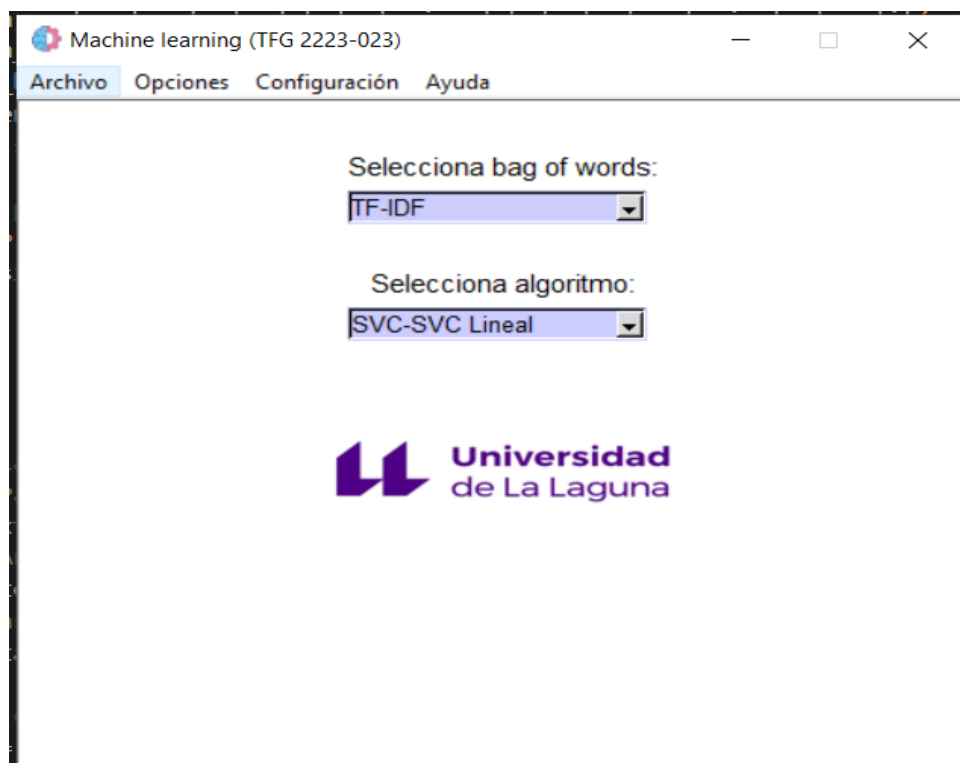 Machine learning (TFG 2223-023)
Archivo Opciones Configuración Ayuda
Selecciona bag of words:
TF-IDF
Selecciona algoritmo:
SVC-SVC Lineal
Universidad
de La Laguna